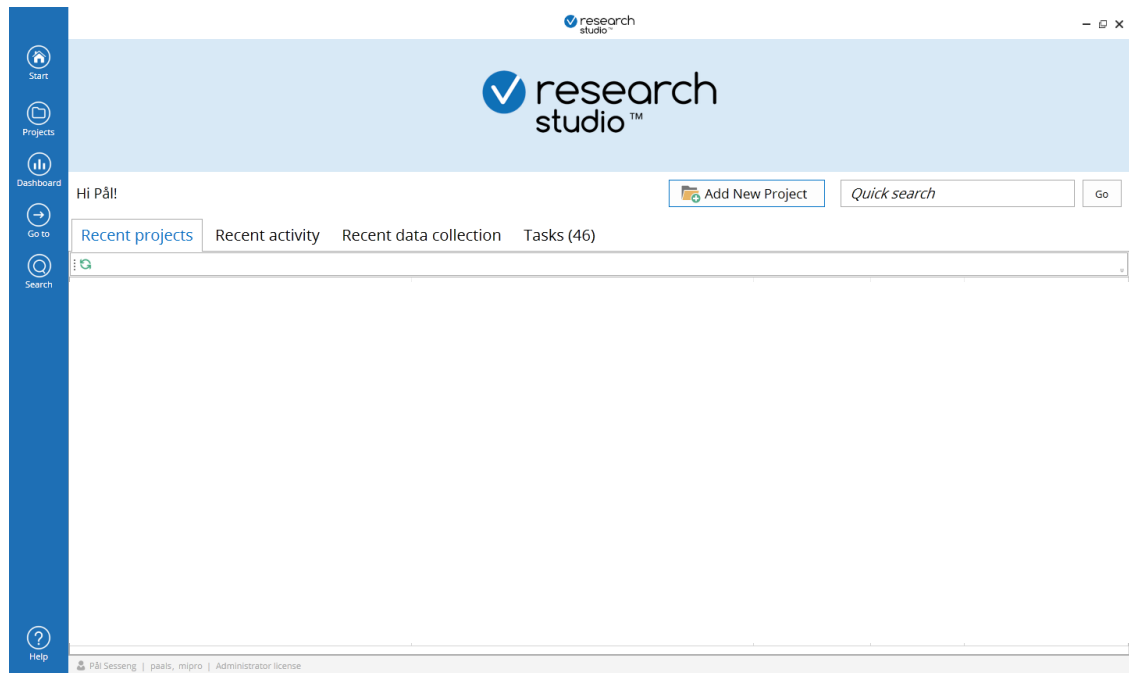 research
studio™
Start
Projects
Dashboard
Go to
Search
Help
research
studio™
Hi Pål!
Add New Project
Quick search
Go
Recent projects
Recent activity
Recent data collection
Tasks (46)
Pål Sesseng | paals, mipro | Administrator license